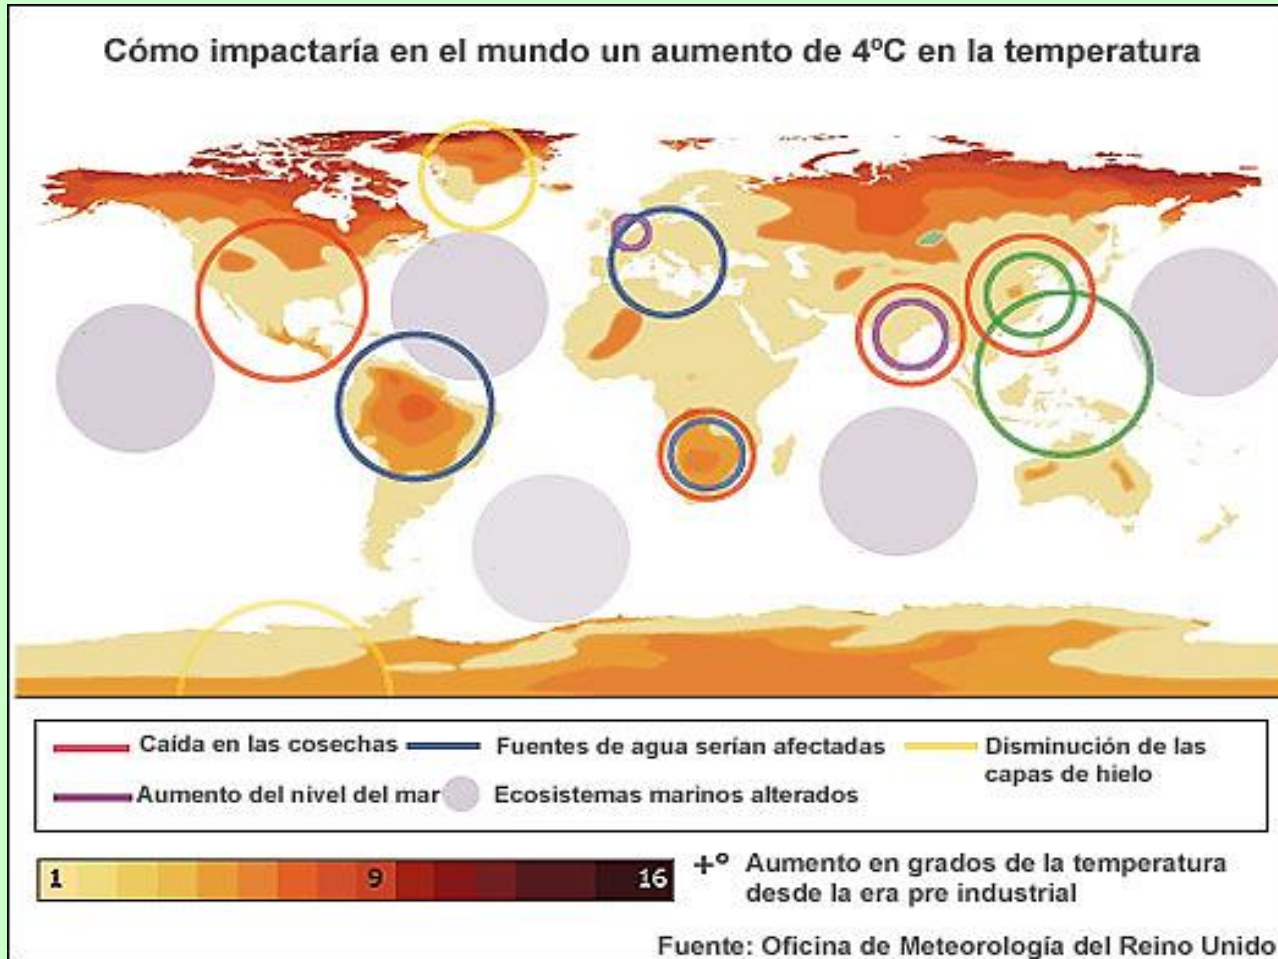 Cómo impactaría en el mundo un aumento de 4ºC en la temperatura
Caída en las cosechas
Fuentes de agua serían afectadas
Disminución de las
capas de hielo
Aumento del nivel del mar
Ecosistemas marinos alterados
1 9 16
+º Aumento en grados de la temperatura
desde la era pre industrial
Fuente: Oficina de Meteorología del Reino Unido